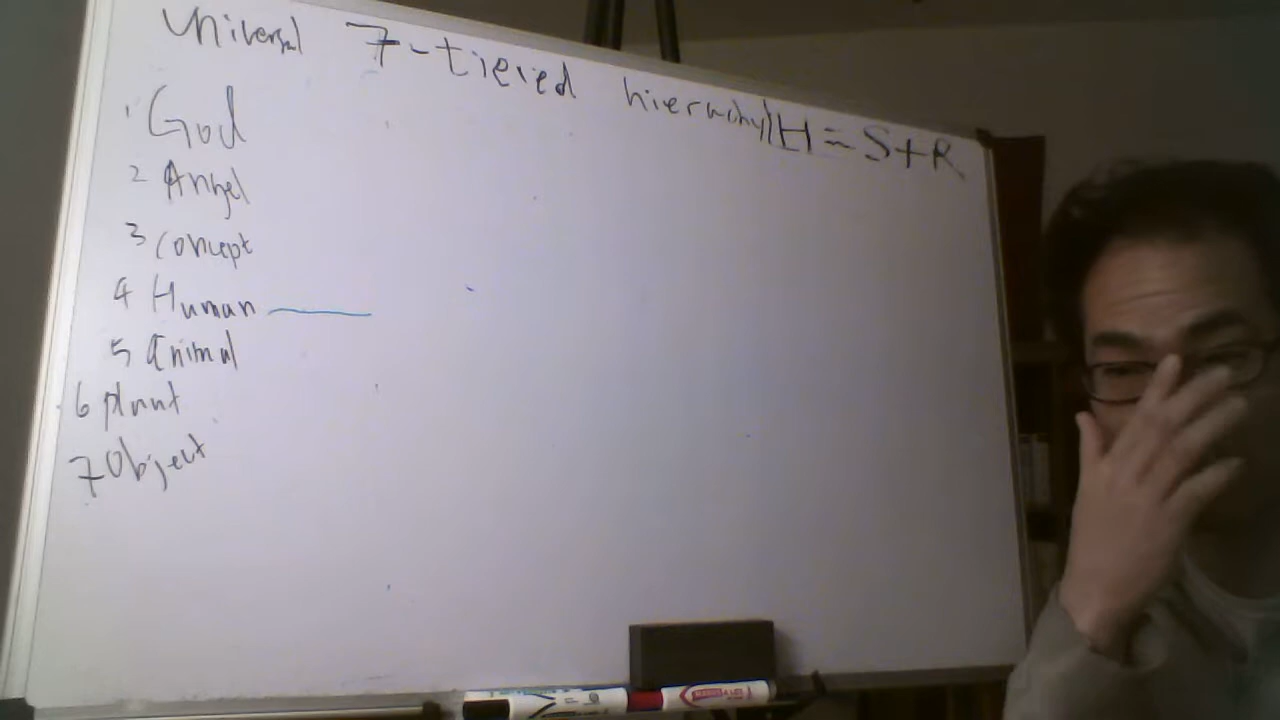 Universal 7-tiered hierarchy H = S+R
1 God
2 Angel
3 Concept
4 Human
5 Animal
6 plant
7 Object